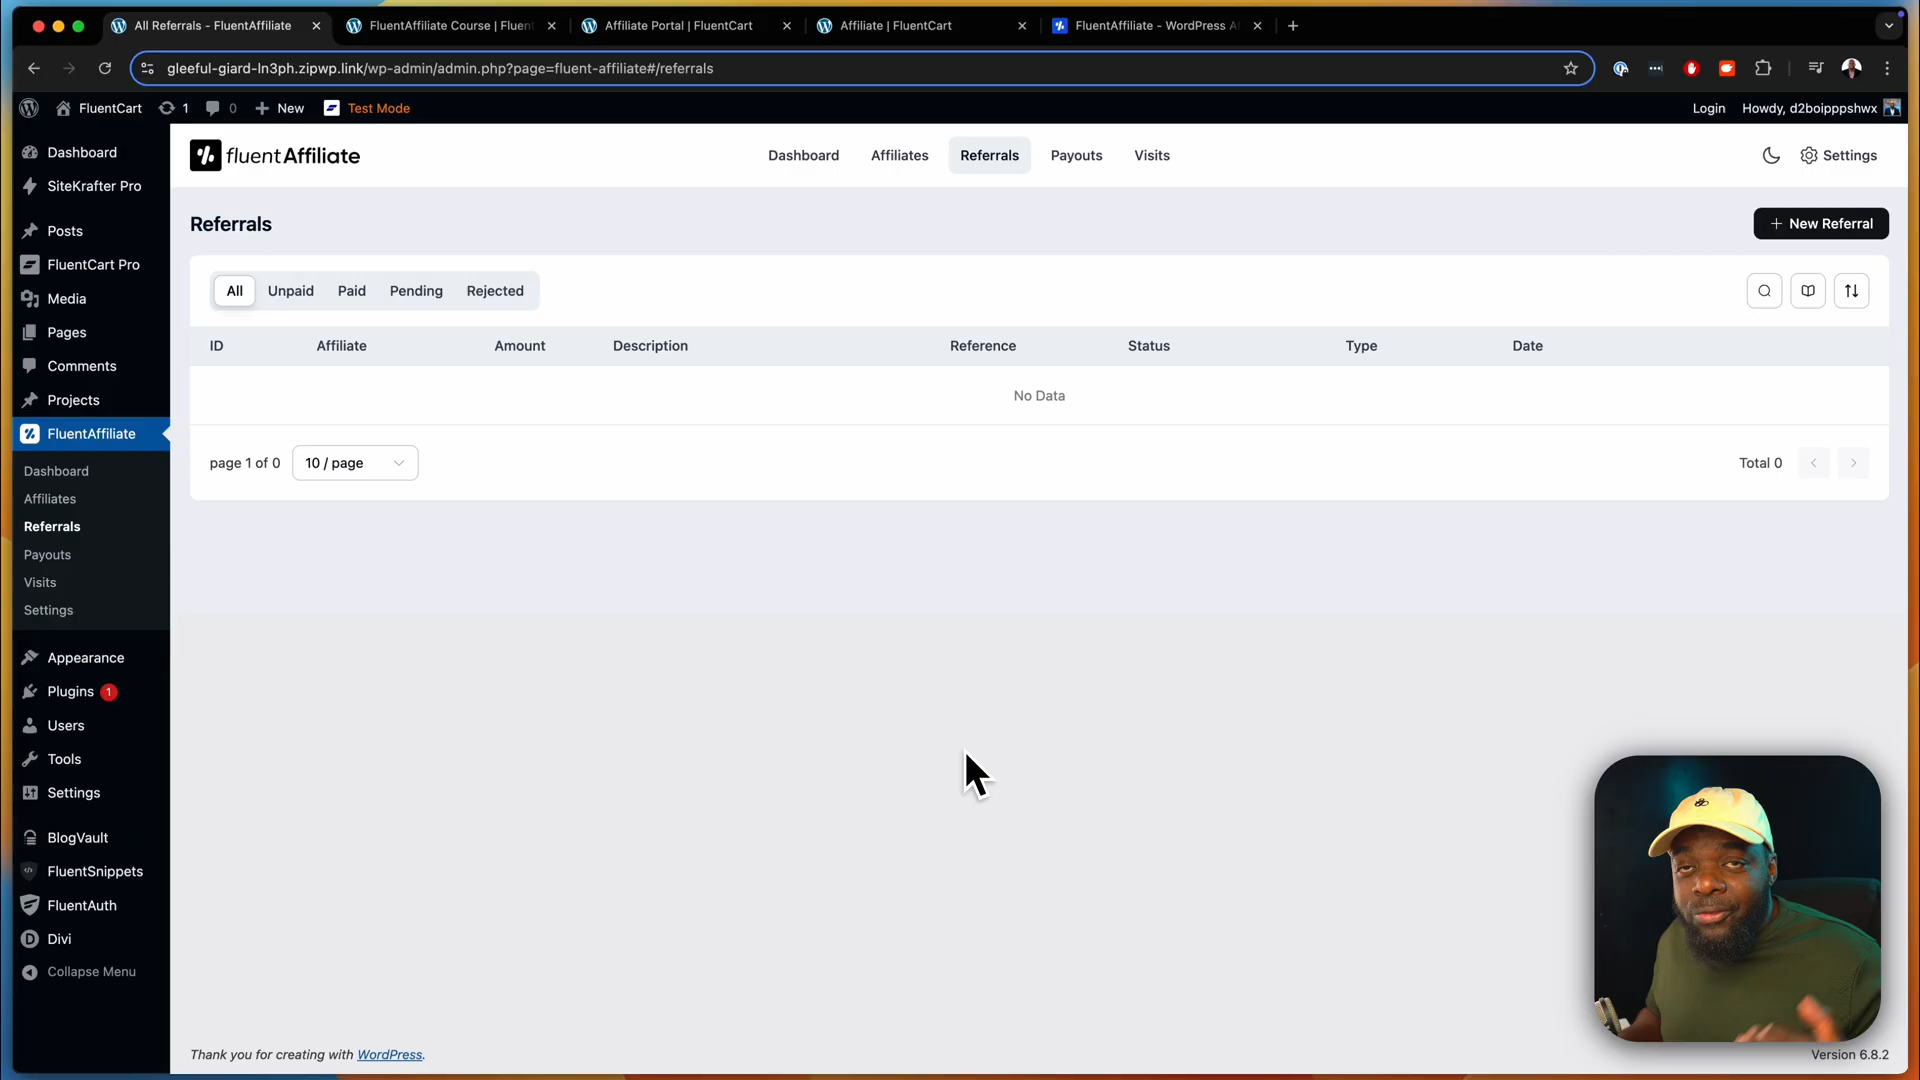 All Referrals - FluentAffiliate
FluentAffiliate Course | Fluent
Affiliate Portal | FluentCart
Affiliate | FluentCart
FluentAffiliate - WordPress A
gleeful-giard-ln3ph.zipwp.link/wp-admin/admin.php?page=fluent-affiliate#/referrals
FluentCart
1
0
New
Test Mode
Login
Howdy, d2boipppshwx
Dashboard
SiteKrafter Pro
Posts
FluentCart Pro
Media
Pages
Comments
Projects
FluentAffiliate
Dashboard
Affiliates
Referrals
Payouts
Visits
Settings
Appearance
Plugins 1
Users
Tools
Settings
BlogVault
FluentSnippets
FluentAuth
Divi
Collapse Menu
fluentAffiliate
Dashboard
Affiliates
Referrals
Payouts
Visits
Settings
Referrals
New Referral
All
Unpaid
Paid
Pending
Rejected
ID
Affiliate
Amount
Description
Reference
Status
Type
Date
No Data
page 1 of 0
10 / page
Total 0
Thank you for creating with WordPress.
Version 6.8.2